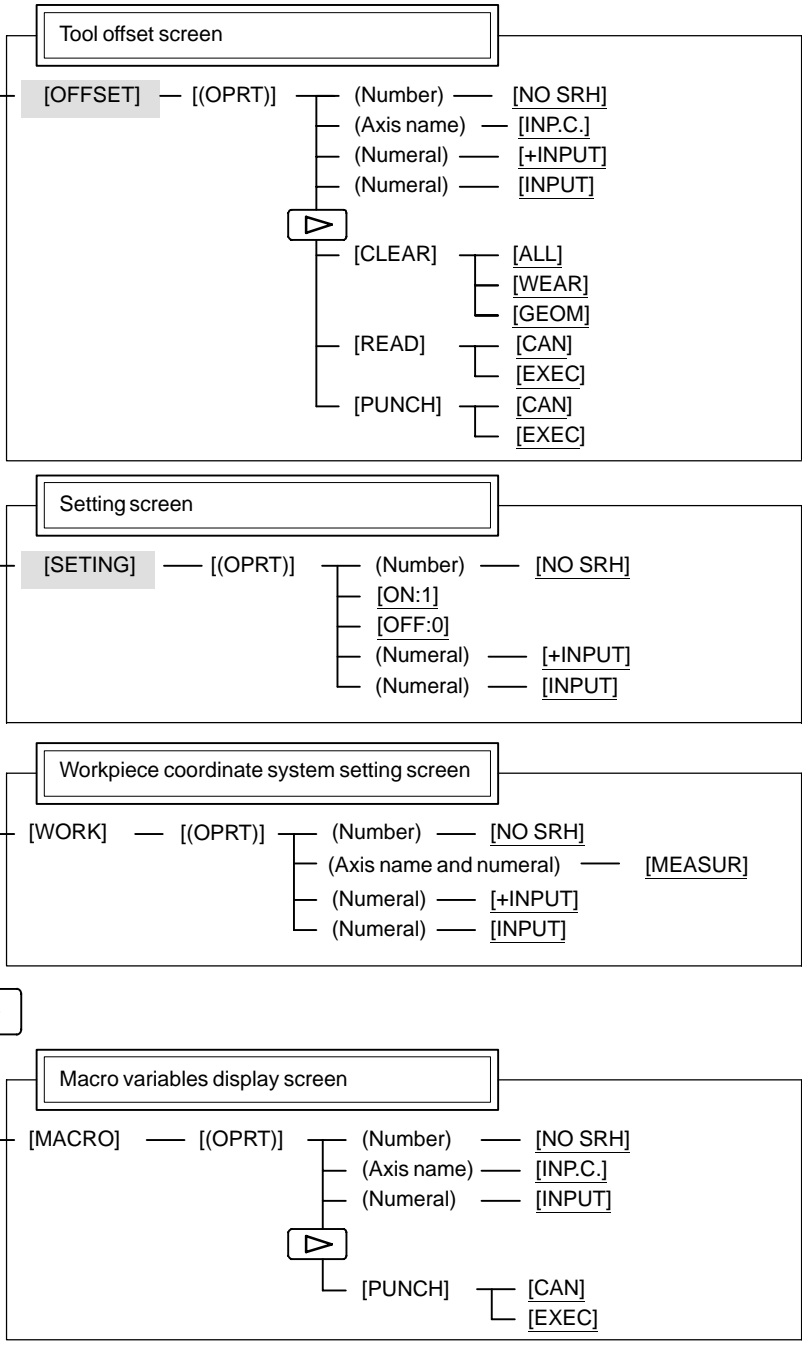 Tool offset screen
[OFFSET] [(OPRT)] (Number) [NO SRH]
(Axis name) [INP.C.]
(Numeral) [+INPUT]
(Numeral) [INPUT]
[CLEAR] [ALL]
[WEAR]
[GEOM]
[READ] [CAN]
[EXEC]
[PUNCH] [CAN]
[EXEC]
Setting screen
[SETING] [(OPRT)] (Number) [NO SRH]
[ON:1]
[OFF:0]
(Numeral) [+INPUT]
(Numeral) [INPUT]
Workpiece coordinate system setting screen
[WORK] [(OPRT)] (Number) [NO SRH]
(Axis name and numeral) [MEASUR]
(Numeral) [+INPUT]
(Numeral) [INPUT]
Macro variables display screen
[MACRO] [(OPRT)] (Number) [NO SRH]
(Axis name) [INP.C.]
(Numeral) [INPUT]
[PUNCH] [CAN]
[EXEC]